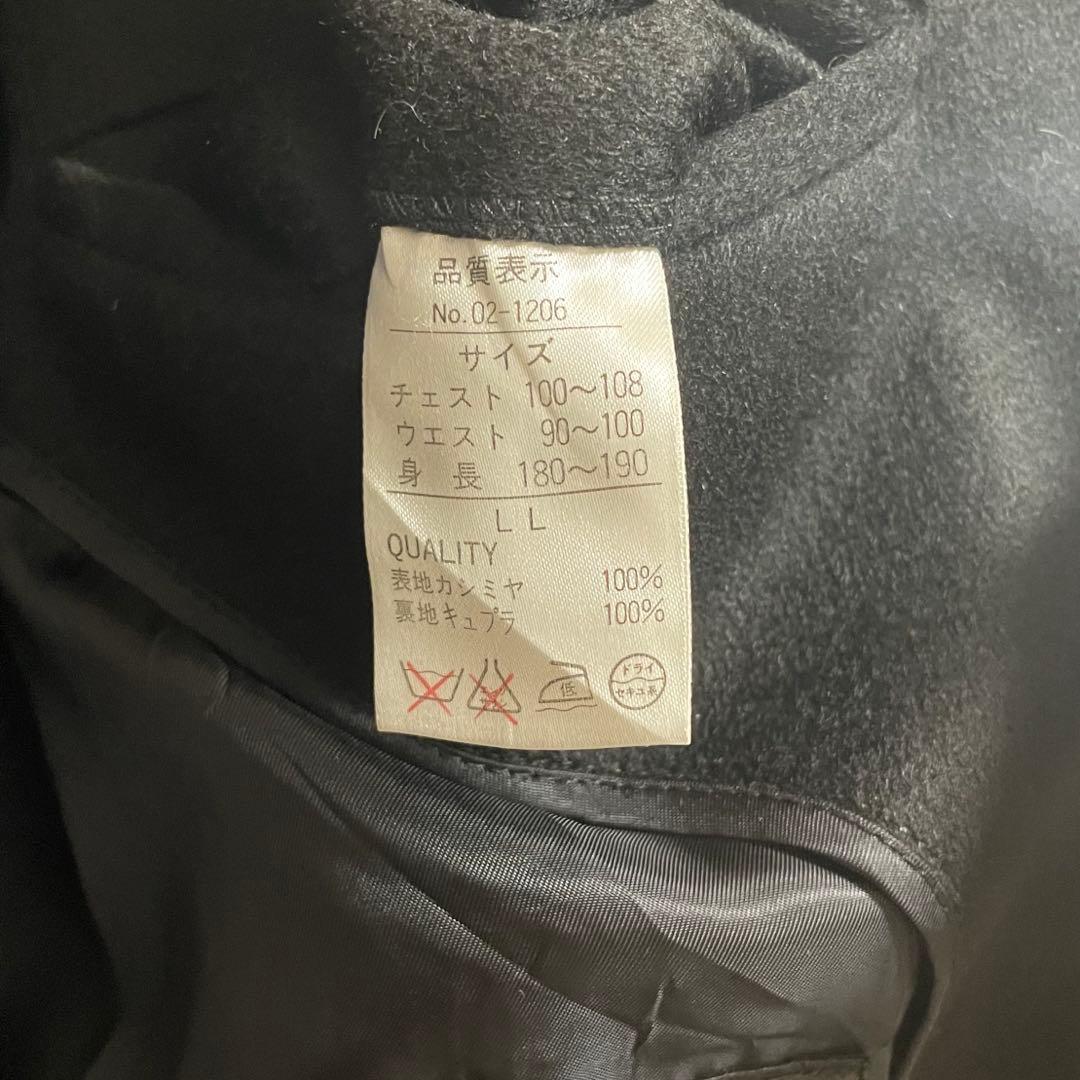 品質表示
No.02-1206
サイズ
チェスト 100～108
ウエスト 90～100
身長 180～190
LL
QUALITY
表地カシミヤ 100%
裏地キュプラ 100%
低
ドライ
セキユ系